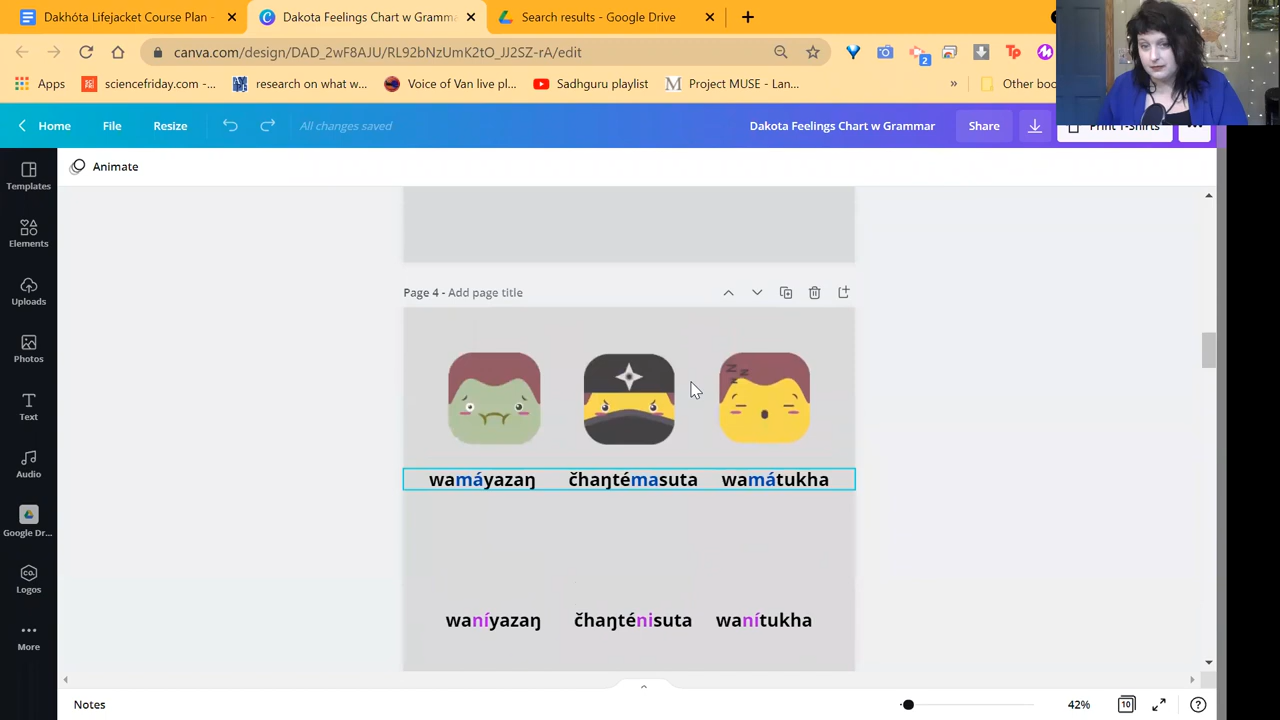 Dakhóta Lifejacket Course Plan -
Dakota Feelings Chart w Gramma
Search results - Google Drive
canva.com/design/DAD_2wF8AJU/RL92bNzUmK2tO_JJ2SZ-rA/edit
2
Apps
sciencefriday.com -...
research on what w...
Voice of Van live pl...
Sadhguru playlist
Project MUSE - Lan...
»
Other boo
Home
File
Resize
All changes saved
Dakota Feelings Chart w Grammar
Share
Print T-Shirts
Templates
Animate
Elements
Uploads
Photos
Text
Audio
Google Dr...
Logos
More
Page 4 - Add page title
z z z z
wamáyazaŋ čhaŋtémasuta wamátukha
waníyazaŋ čhaŋténisuta wanítukha
Notes
42%
10